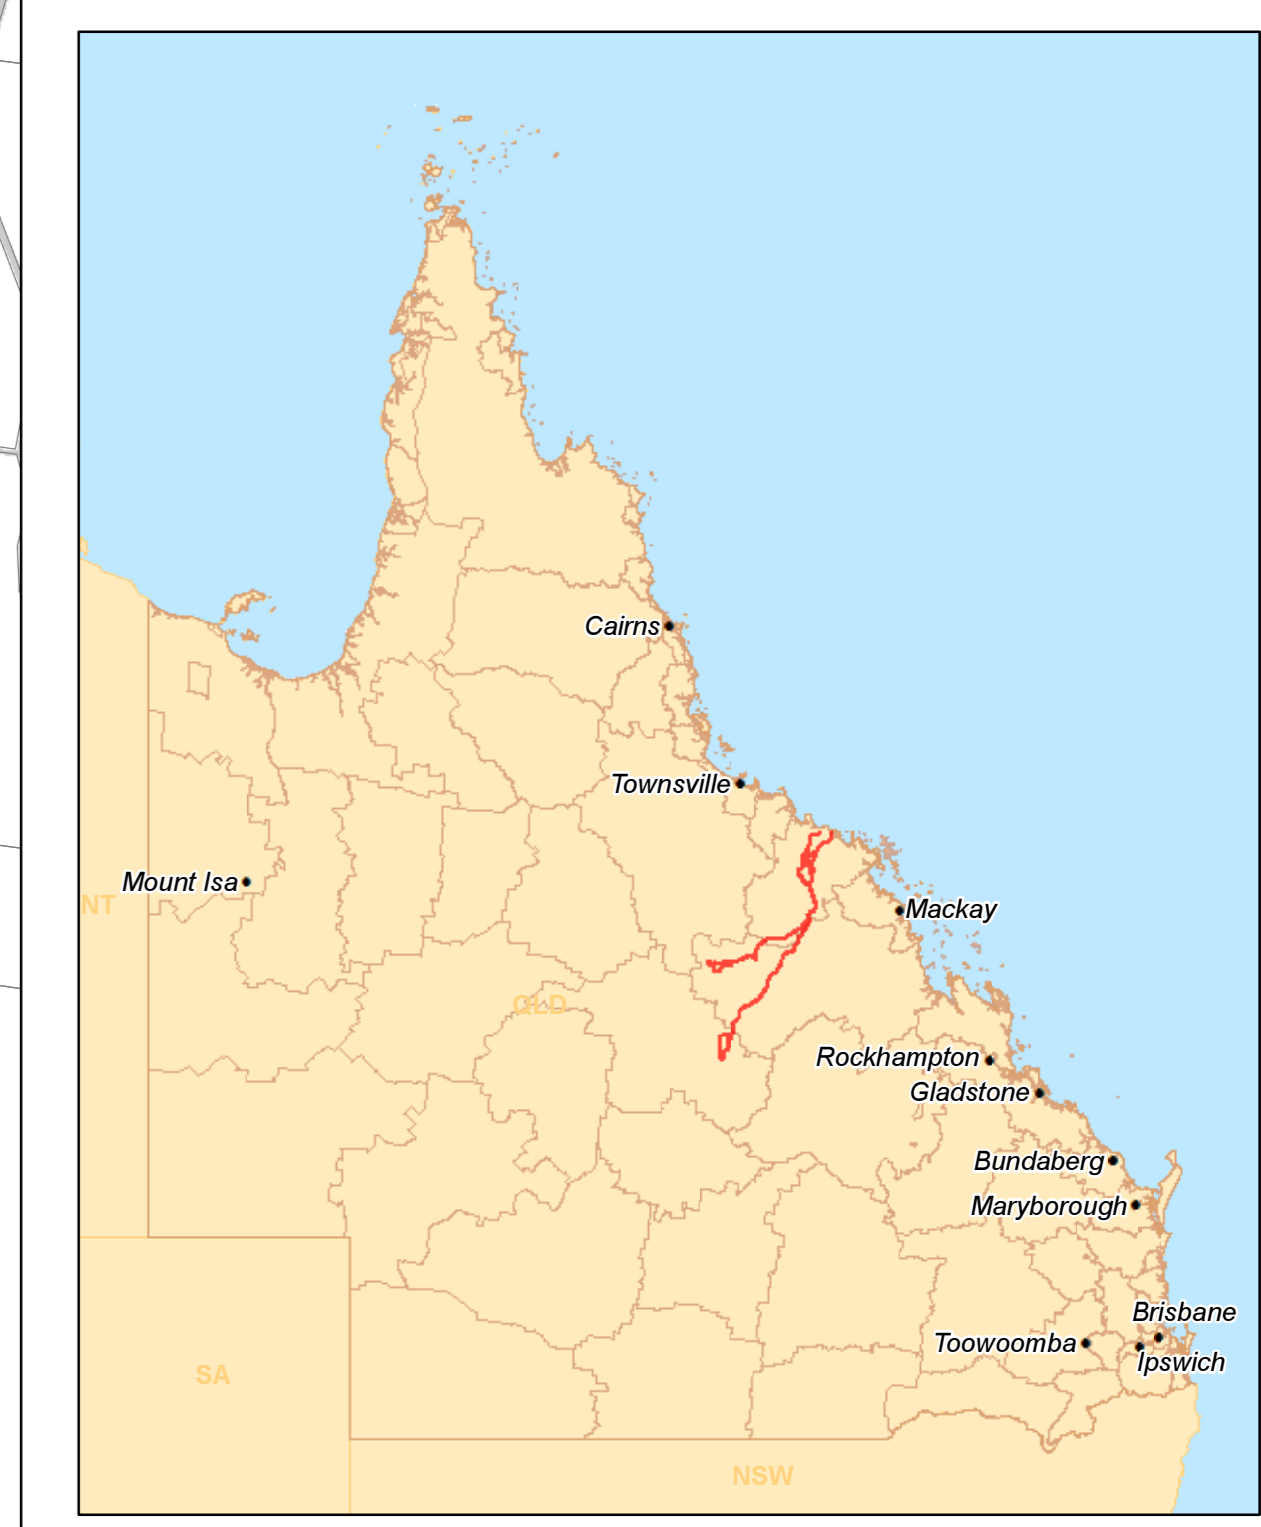 Cairns
Townsville
Mount Isa
NT
Mackay
QLD
Rockhampton
Gladstone
Bundaberg
Maryborough
Brisbane
Toowoomba
Ipswich
SA
NSW